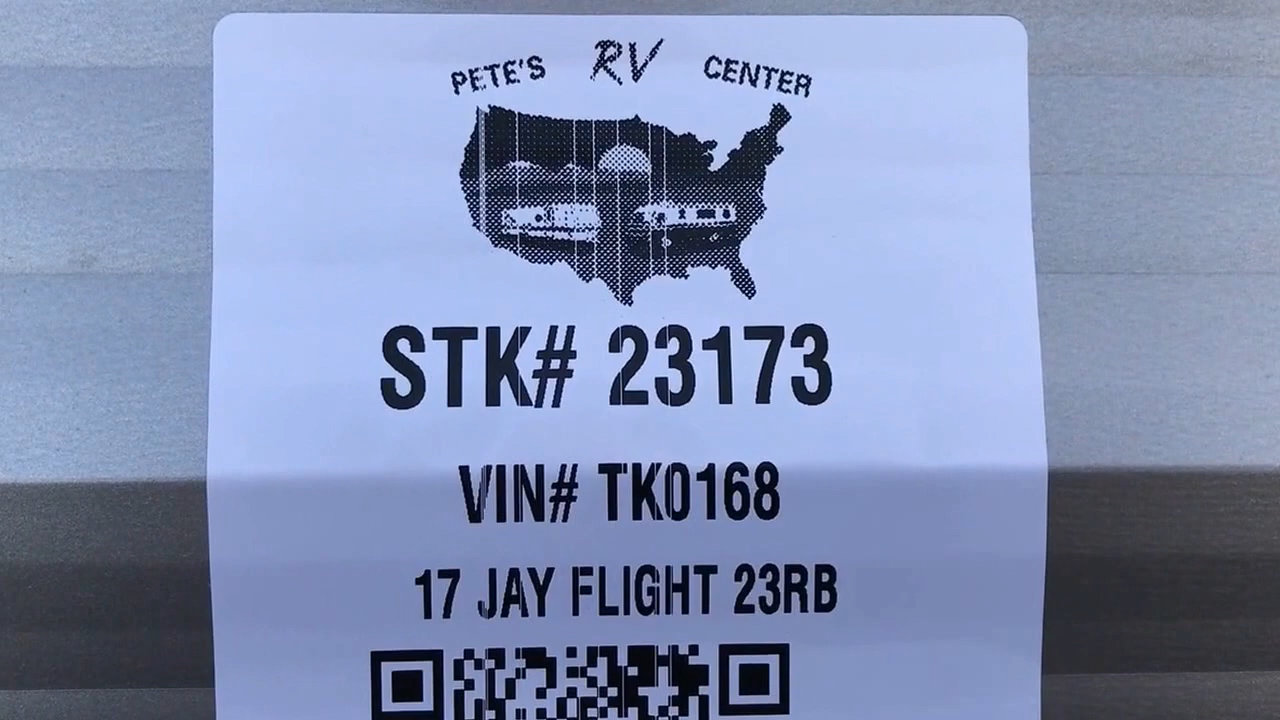 PETE'S RV CENTER
STK# 23173
VIN# TK0168
17 JAY FLIGHT 23RB